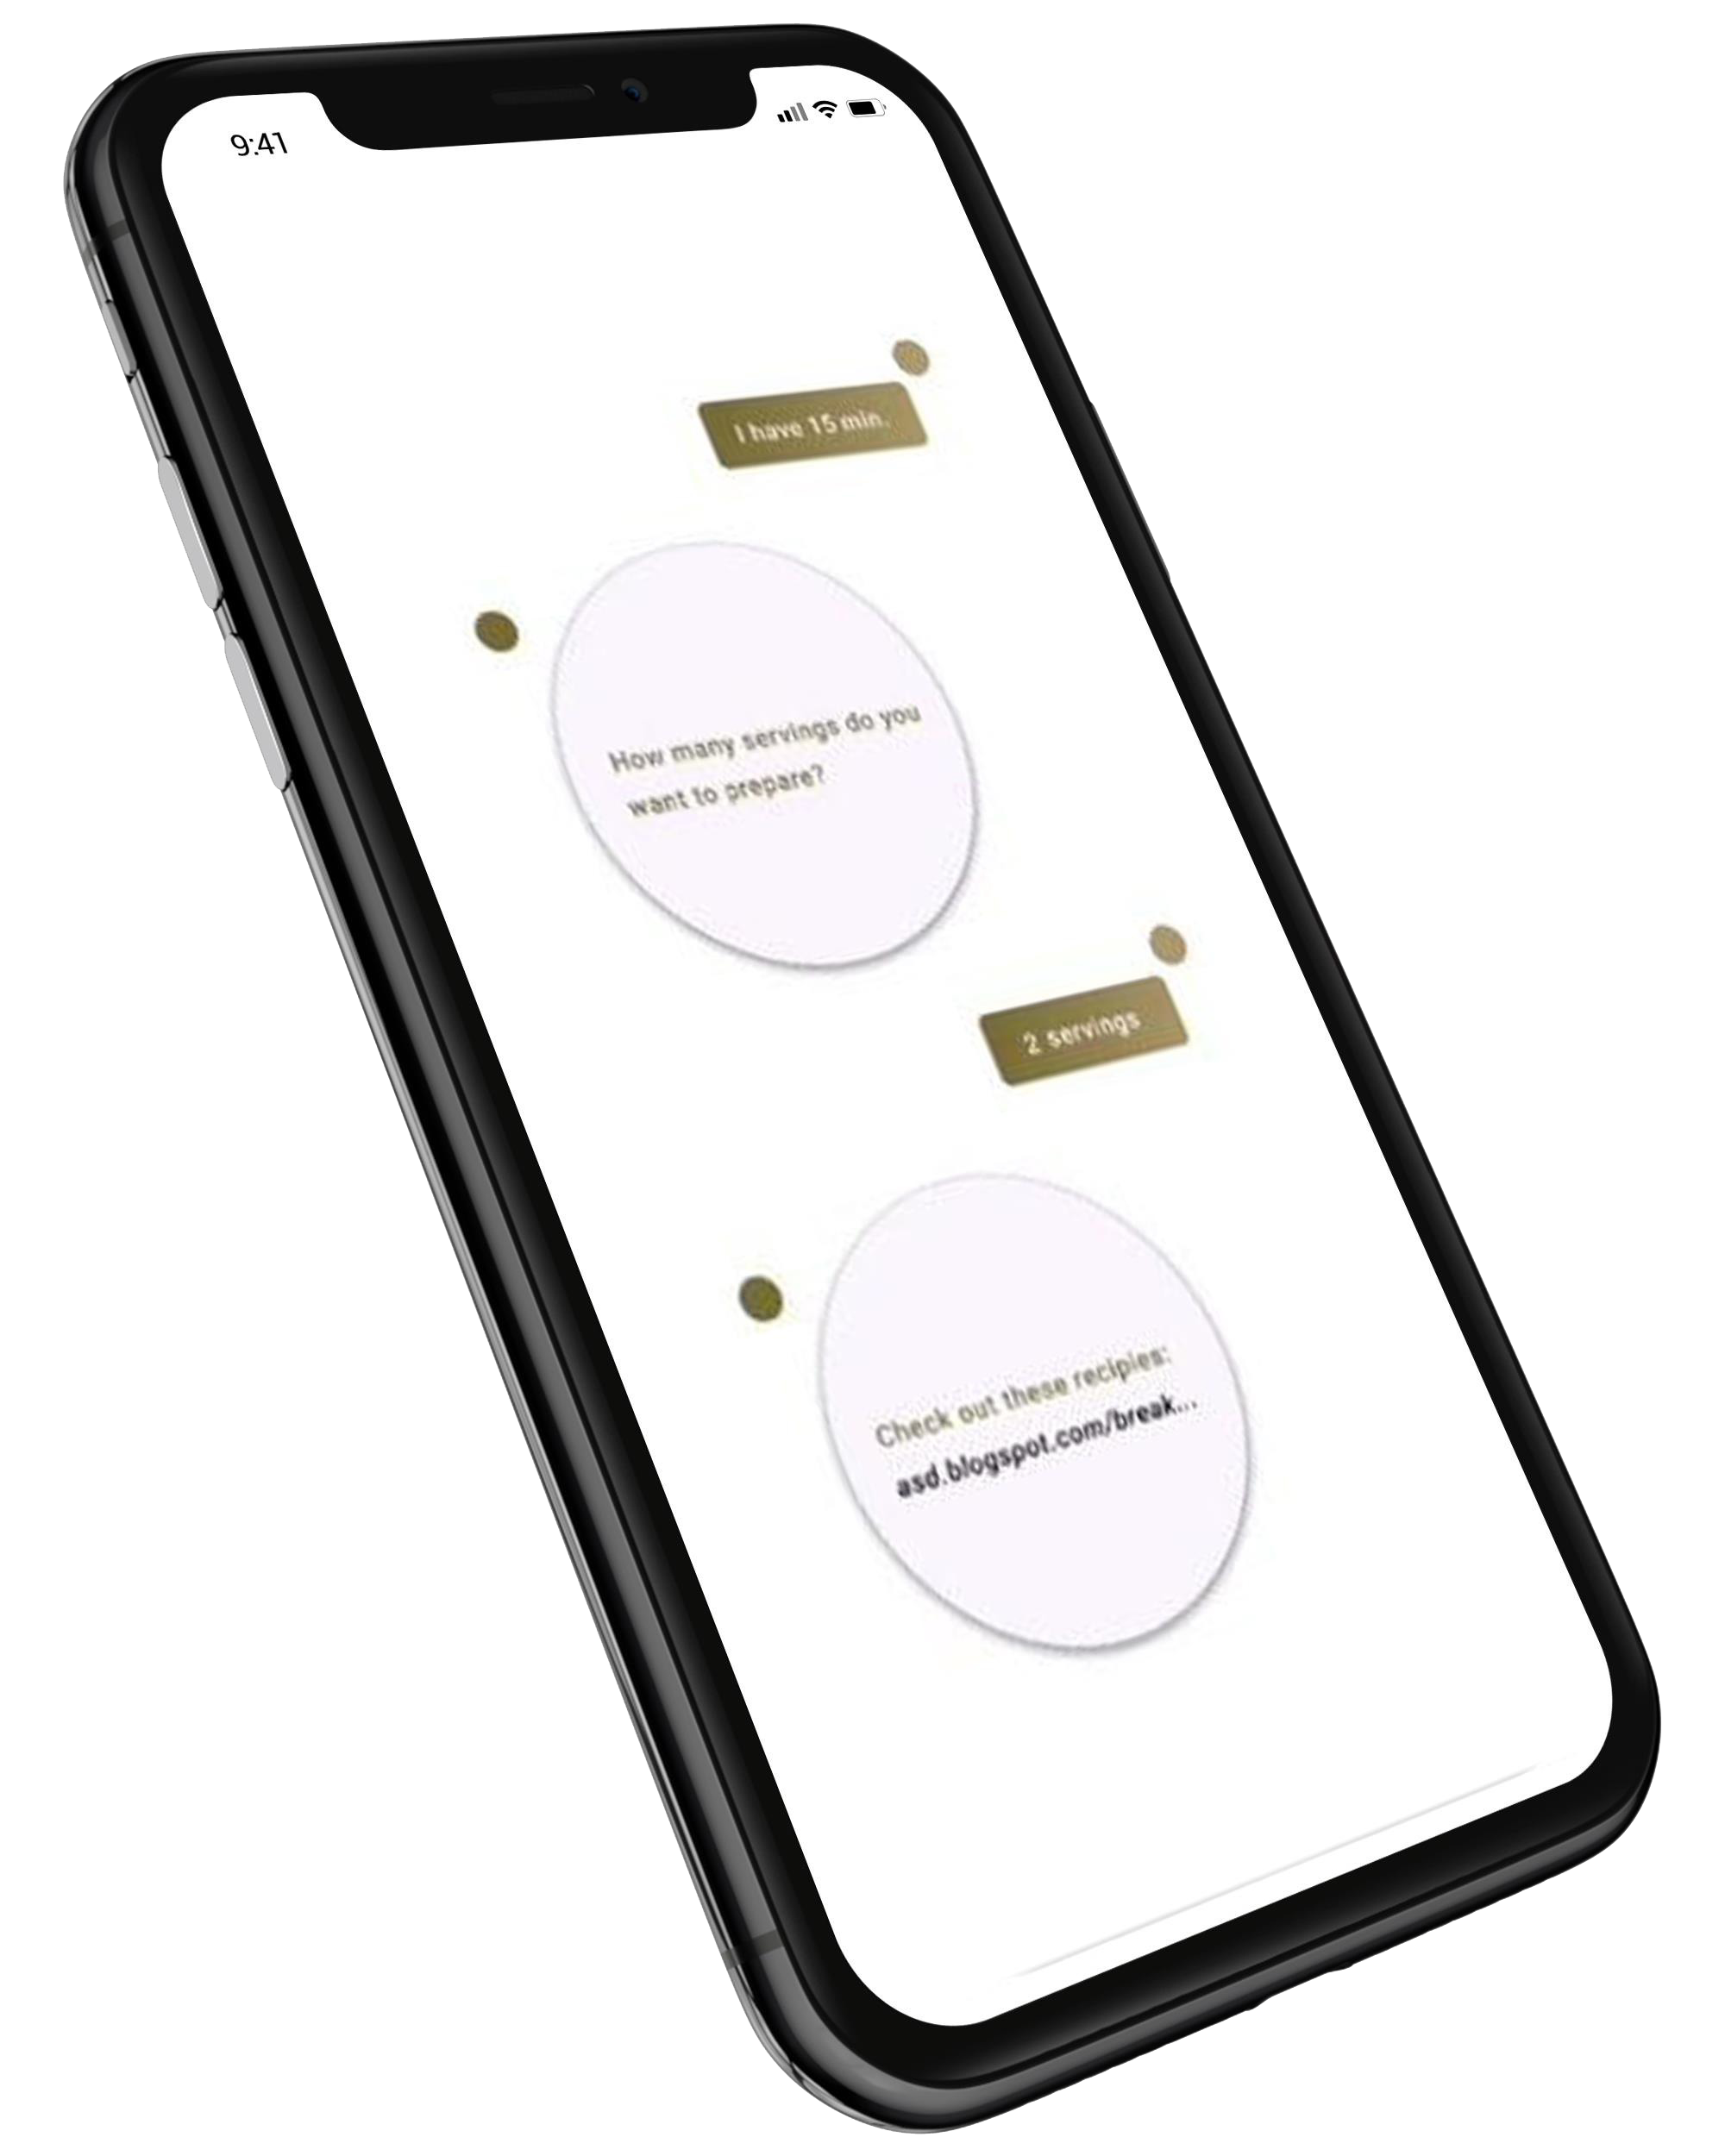 9:41
I have 15 min.
How many servings do you
want to prepare?
2 servings
Check out these recipies:
asd.blogspot.com/break...